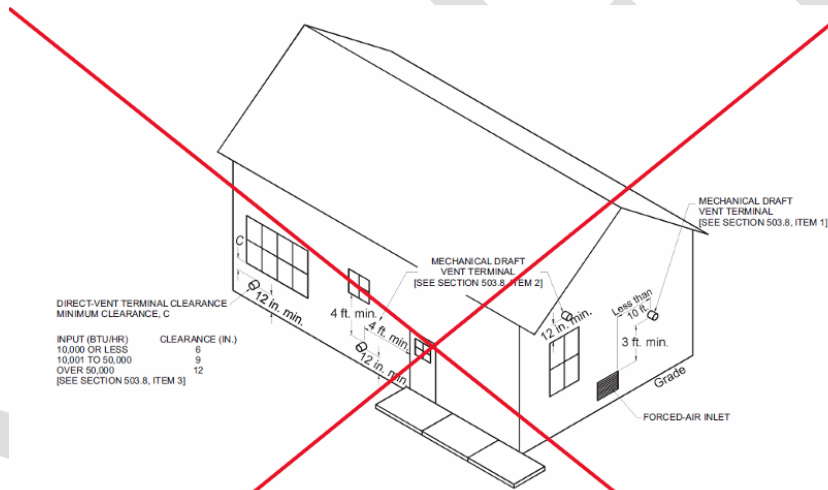 MECHANICAL DRAFT
VENT TERMINAL
[SEE SECTION 503.8, ITEM 1]
MECHANICAL DRAFT
VENT TERMINAL
[SEE SECTION 503.8, ITEM 2]
Less than
10 ft.
C
12 in. min.
DIRECT-VENT TERMINAL CLEARANCE
MINIMUM CLEARANCE, C
4 ft. min.
4 ft. min.
12 in. min.
12 in. min.
3 ft. min.
INPUT (BTU/HR) CLEARANCE (IN.)
10,000 OR LESS 6
10,001 TO 50,000 9
OVER 50,000 12
[SEE SECTION 503.8, ITEM 3]
Grade
FORCED-AIR INLET